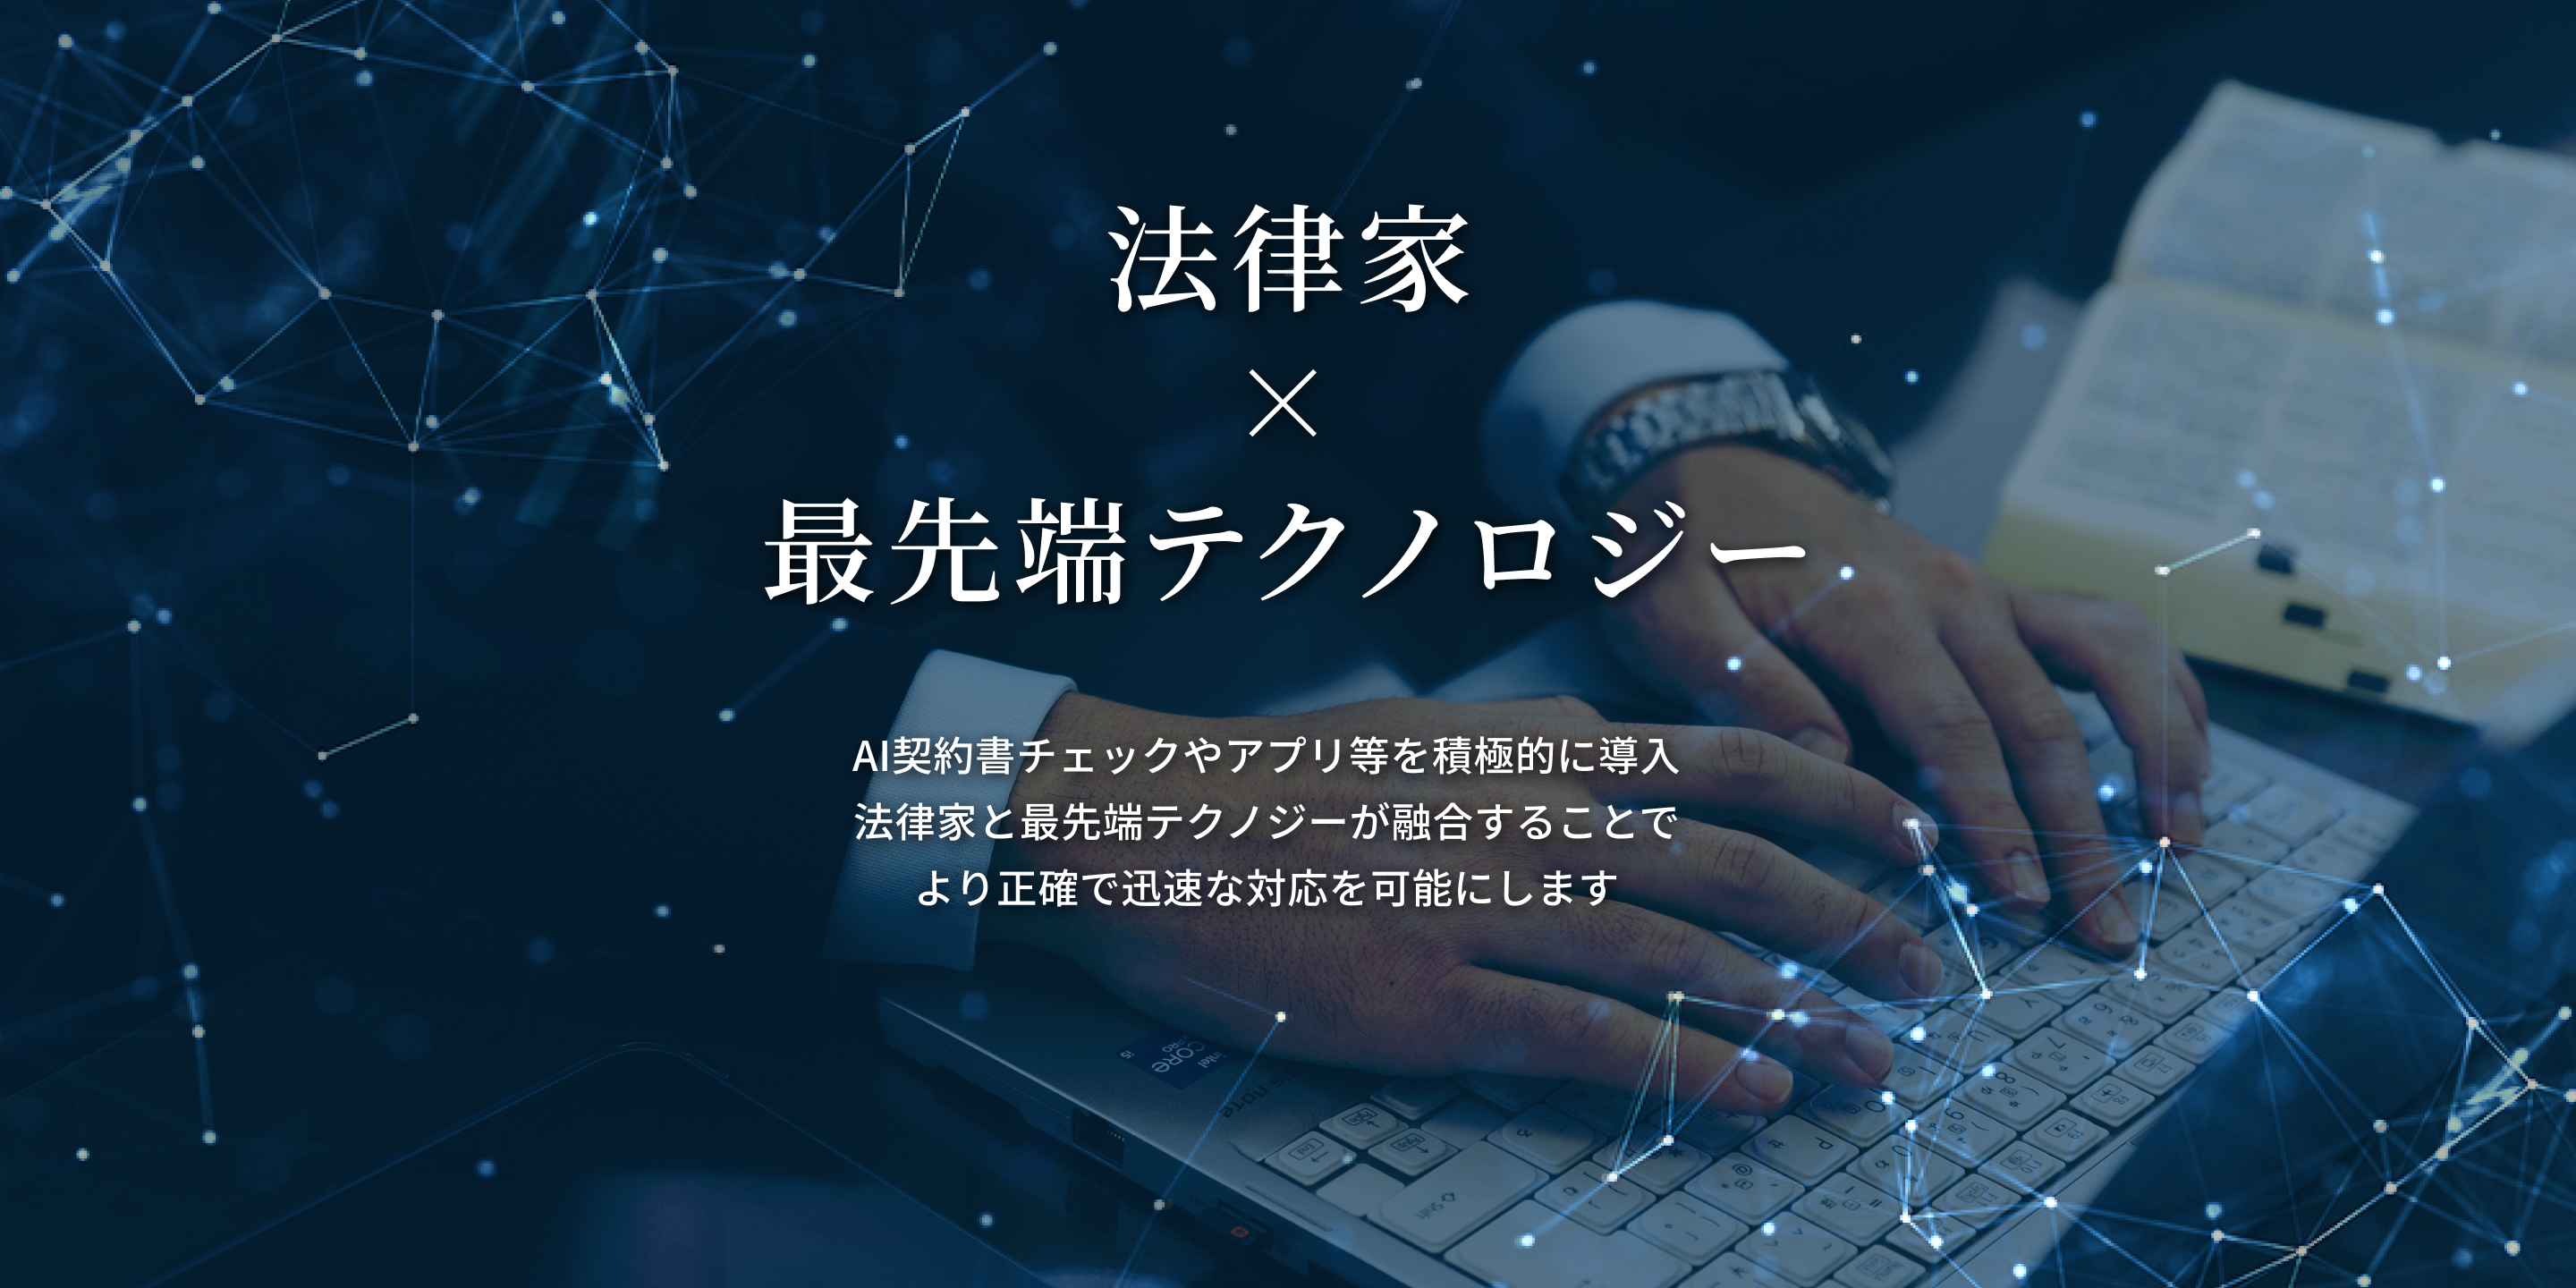 法律家
×
最先端テクノロジー
AI契約書チェックやアプリ等を積極的に導入
法律家と最先端テクノジーが融合することで
より正確で迅速な対応を可能にします
intel
CORE
i5